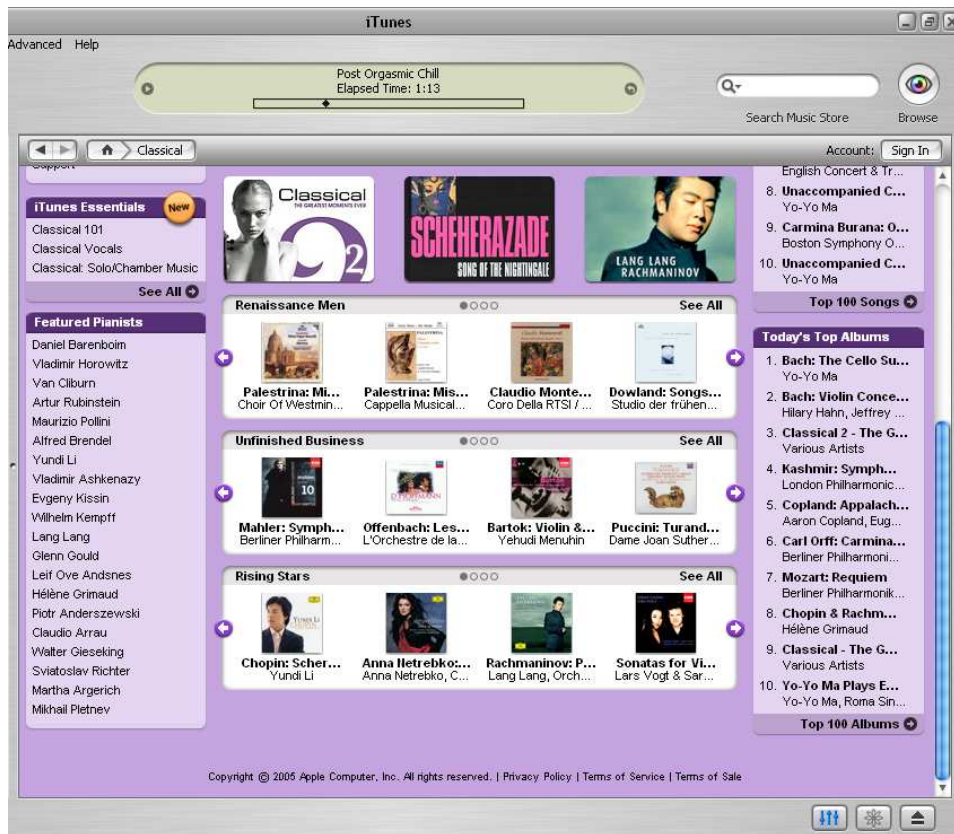 iTunes
Advanced Help
Post Orgasmic Chill
Elapsed Time: 1:13
Search Music Store
Browse
Classical
Account: Sign In
Support
iTunes Essentials
New
Classical 101
Classical Vocals
Classical: Solo/Chamber Music
See All
Featured Pianists
Daniel Barenboim
Vladimir Horowitz
Van Cliburn
Artur Rubinstein
Maurizio Pollini
Alfred Brendel
Yundi Li
Vladimir Ashkenazy
Evgeny Kissin
Wilhelm Kempff
Lang Lang
Glenn Gould
Leif Ove Andsnes
Hélène Grimaud
Piotr Anderszewski
Claudio Arrau
Walter Gieseking
Sviatoslav Richter
Martha Argerich
Mikhail Pletnev
Classical
THE GREATEST MOMENTS EVER
2
SCHEHERAZADE
SONG OF THE NIGHTINGALE
LANG LANG
RACHMANINOV
Renaissance Men
See All
Palestrina: Mi...
Choir Of Westmin...
Palestrina: Mis...
Cappella Musical...
Claudio Monte...
Coro Della RTSI / ...
Dowland: Songs...
Studio der frühen...
Unfinished Business
See All
10
Mahler: Symph...
Berliner Philharm...
Offenbach: Les...
L'Orchestre de la...
Bartok: Violin &...
Yehudi Menuhin
Puccini: Turand...
Dame Joan Suther...
Rising Stars
See All
Chopin: Scher...
Yundi Li
Anna Netrebko:...
Anna Netrebko, C...
Rachmaninov: P...
Lang Lang, Orch...
Sonatas for Vi...
Lars Vogt & Sar...
English Concert & Tr...
8. Unaccompanied C...
Yo-Yo Ma
9. Carmina Burana: O...
Boston Symphony O...
10. Unaccompanied C...
Yo-Yo Ma
Top 100 Songs
Today's Top Albums
1. Bach: The Cello Su...
Yo-Yo Ma
2. Bach: Violin Conce...
Hilary Hahn, Jeffrey ...
3. Classical 2 - The G...
Various Artists
4. Kashmir: Symph...
London Philharmonic...
5. Copland: Appalach...
Aaron Copland, Eug...
6. Carl Orff: Carmina...
Berliner Philharmoni...
7. Mozart: Requiem
Berliner Philharmonik...
8. Chopin & Rachm...
Hélène Grimaud
9. Classical - The G...
Various Artists
10. Yo-Yo Ma Plays E...
Yo-Yo Ma, Roma Sin...
Top 100 Albums
Copyright © 2005 Apple Computer, Inc. All rights reserved. | Privacy Policy | Terms of Service | Terms of Sale